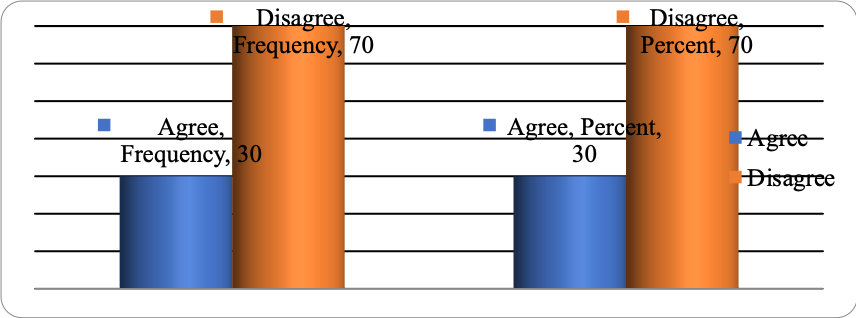 Disagree,
Frequency, 70
Disagree,
Percent, 70
Agree,
Frequency, 30
Agree, Percent,
30
Agree
Disagree